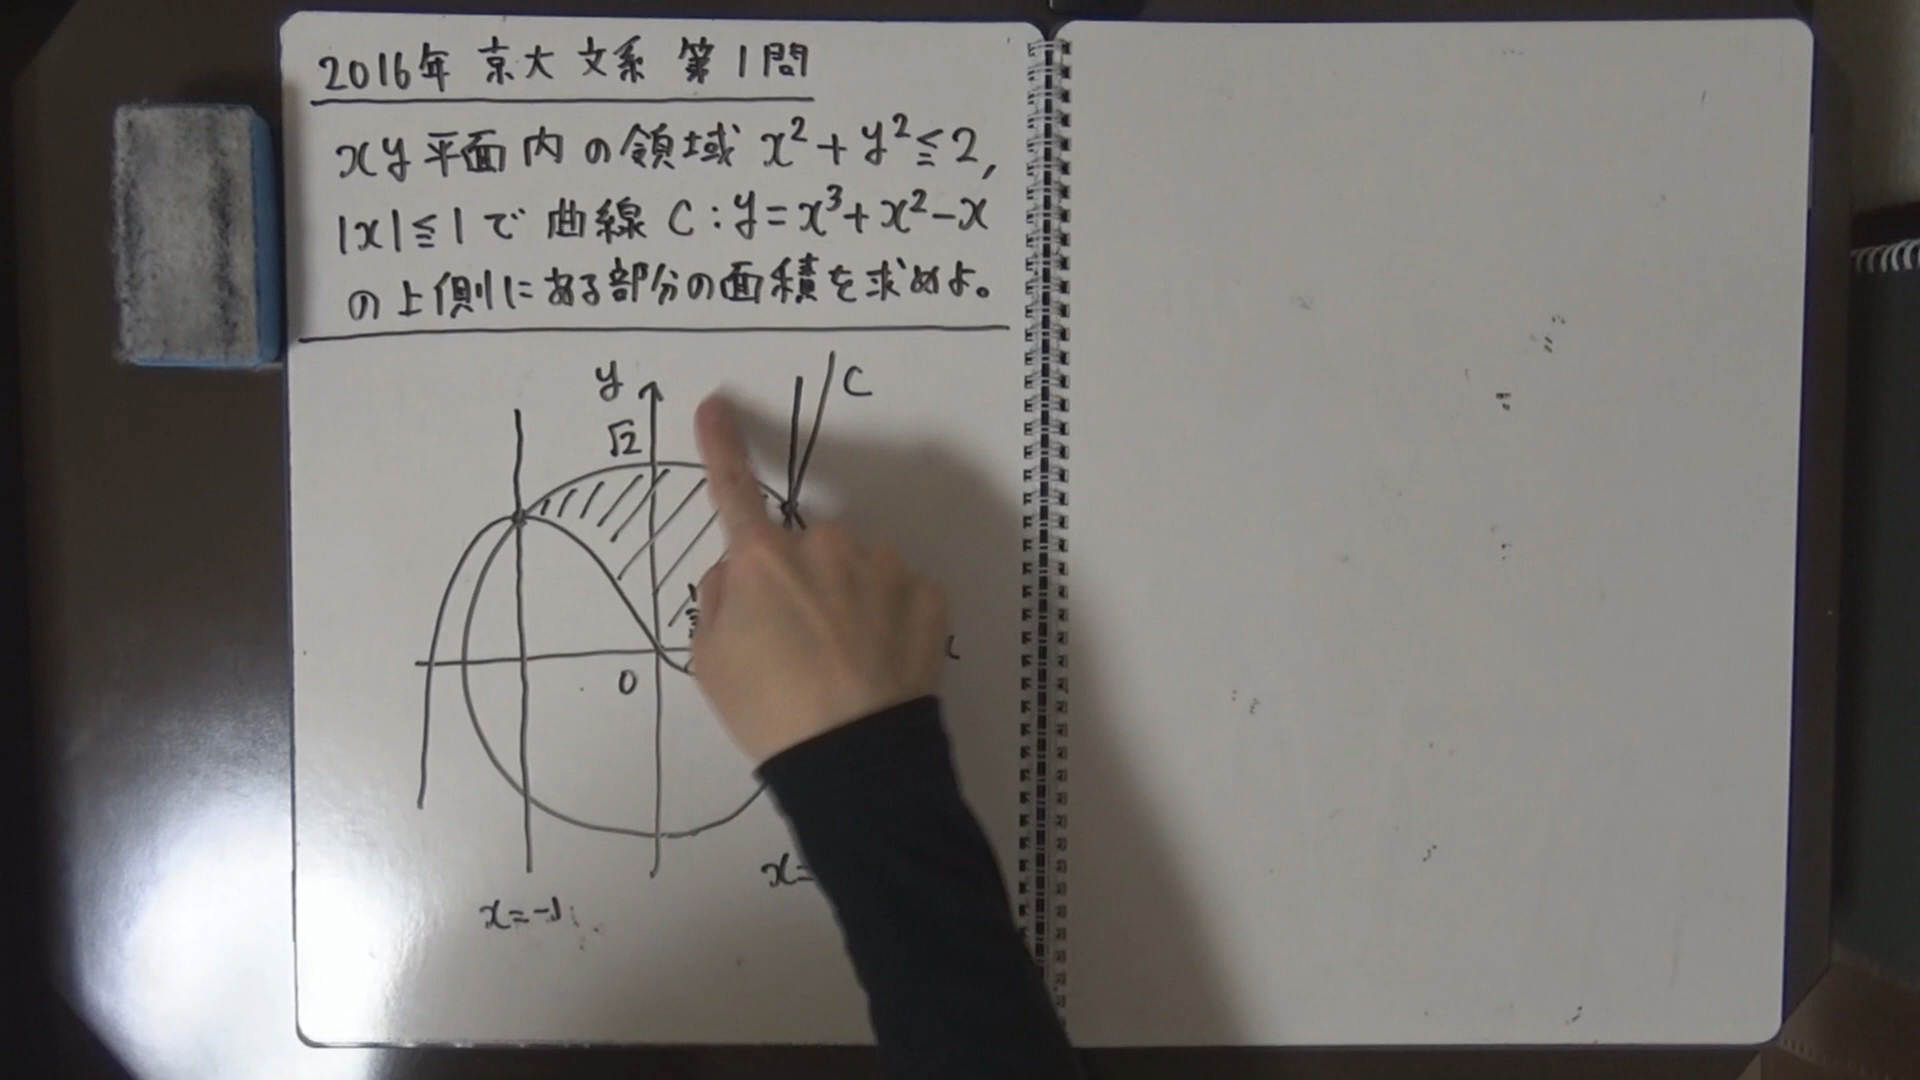 2016年 京大 文系 第1問
xy平面内の領域 x²+y²≦2,
|x|≦1で 曲線 C:y=x³+x²-x
の上側にある部分の面積を求めよ。
y
C
√2
0
x=
x=-1